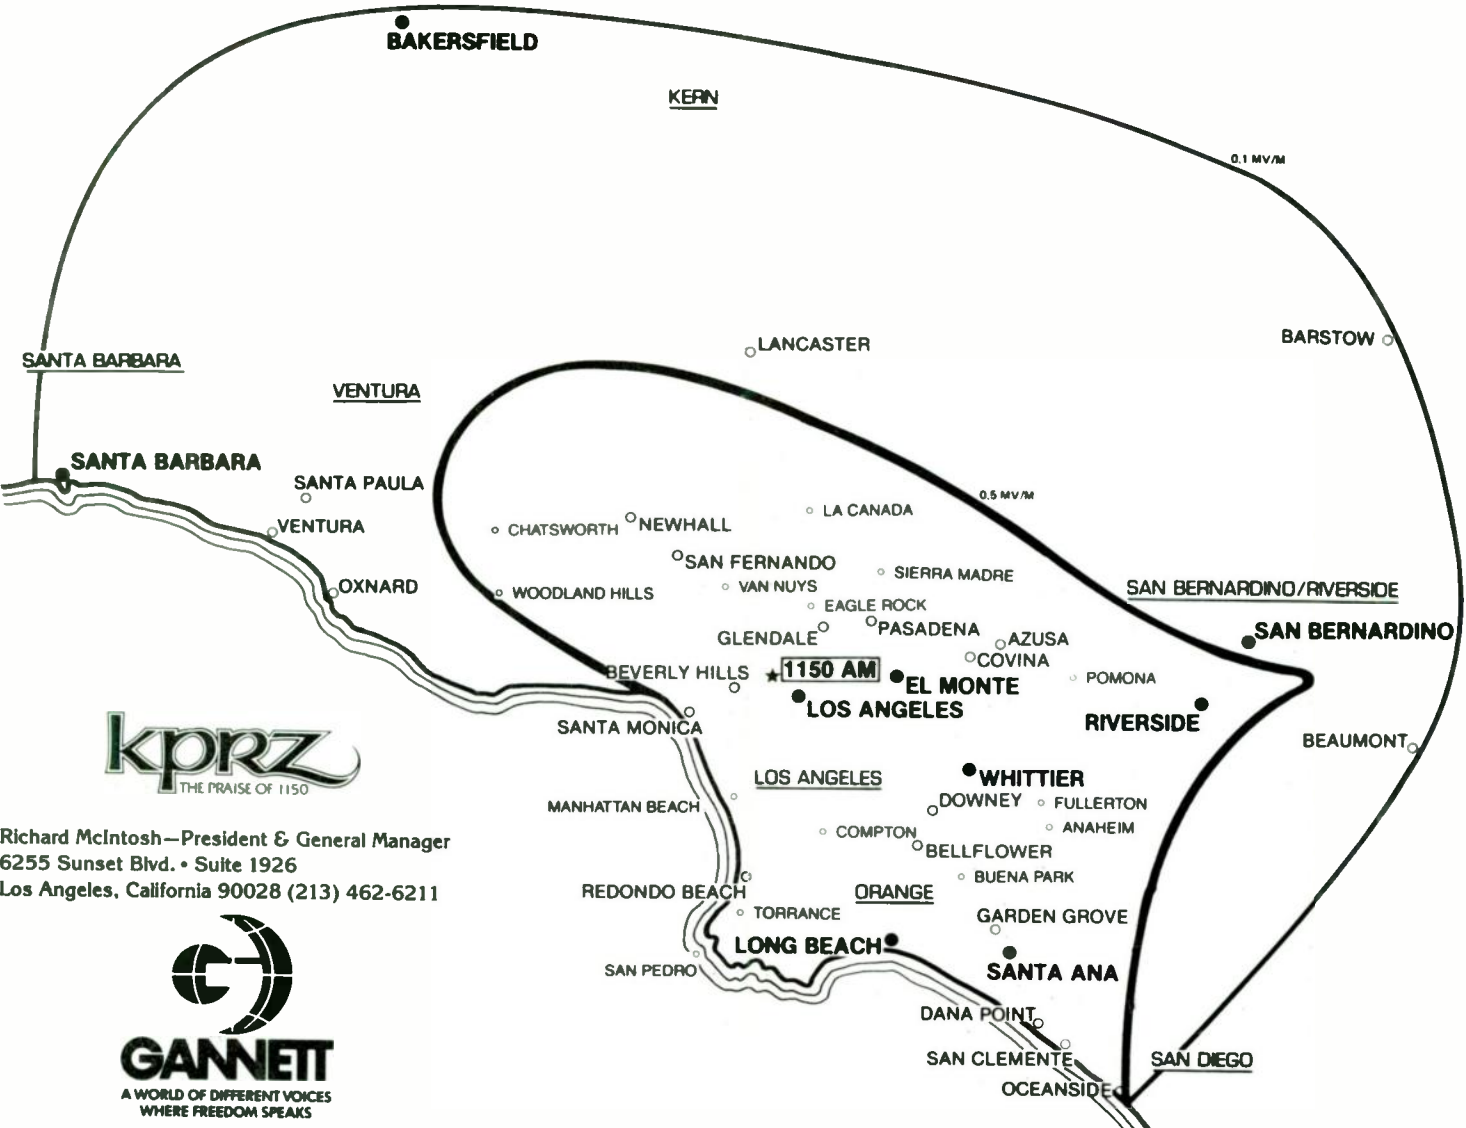 BAKERSFIELD
KERN
0.1 MV/M
BARSTOW
LANCASTER
SANTA BARBARA
VENTURA
SANTA BARBARA
SANTA PAULA
0.5 MV/M
LA CANADA
VENTURA
CHATSWORTH
NEWHALL
SAN FERNANDO
SIERRA MADRE
OXNARD
WOODLAND HILLS
VAN NUYS
SAN BERNARDINO/RIVERSIDE
EAGLE ROCK
PASADENA
SAN BERNARDINO
GLENDALE
AZUSA
COVINA
BEVERLY HILLS
1150 AM
EL MONTE
POMONA
LOS ANGELES
RIVERSIDE
SANTA MONICA
BEAUMONT
LOS ANGELES
WHITTIER
MANHATTAN BEACH
DOWNEY
FULLERTON
COMPTON
ANAHEIM
BELLFLOWER
REDONDO BEACH
ORANGE
BUENA PARK
TORRANCE
GARDEN GROVE
LONG BEACH
SAN PEDRO
SANTA ANA
DANA POINT
SAN CLEMENTE
SAN DIEGO
OCEANSIDE
kprz
THE PRAISE OF 1150
Richard McIntosh—President & General Manager
6255 Sunset Blvd. • Suite 1926
Los Angeles, California 90028 (213) 462-6211
GANNETT
A WORLD OF DIFFERENT VOICES
WHERE FREEDOM SPEAKS